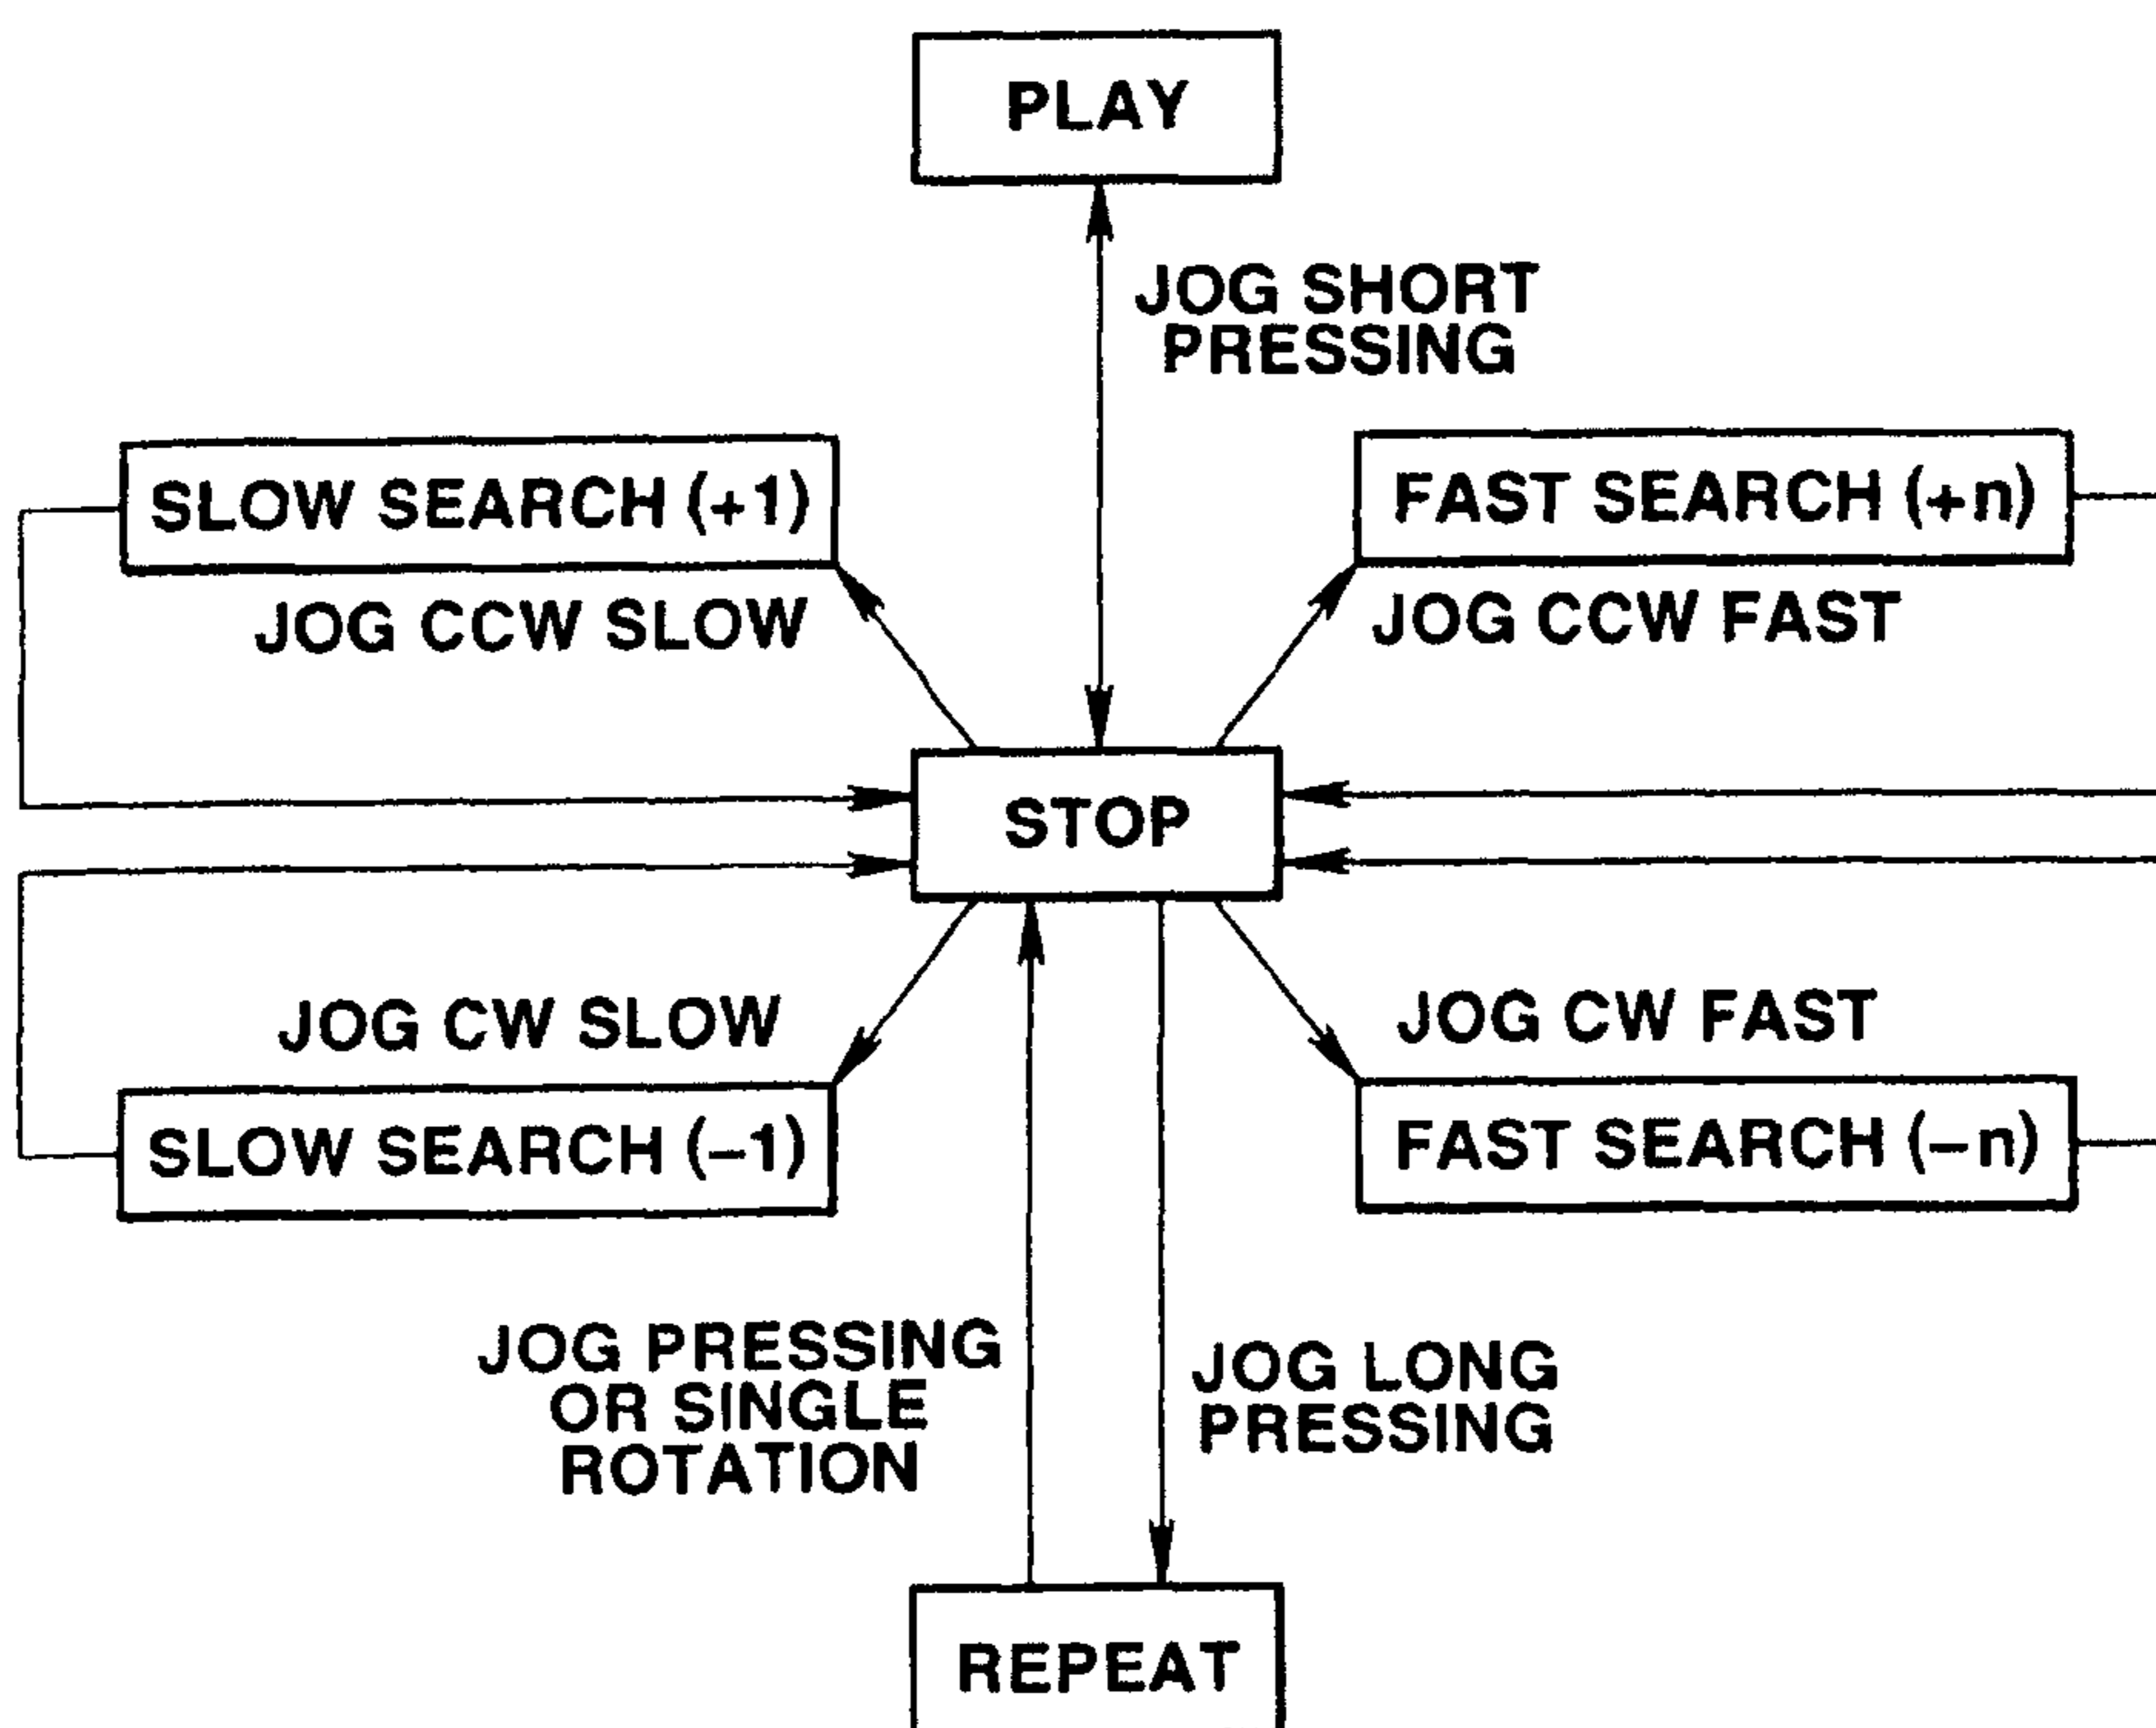 PLAY
JOG SHORT
PRESSING
SLOW SEARCH (+1)
FAST SEARCH (+n)
JOG CCW SLOW
JOG CCW FAST
STOP
JOG CW SLOW
JOG CW FAST
SLOW SEARCH (–1)
FAST SEARCH (–n)
JOG PRESSING
OR SINGLE
ROTATION
JOG LONG
PRESSING
REPEAT